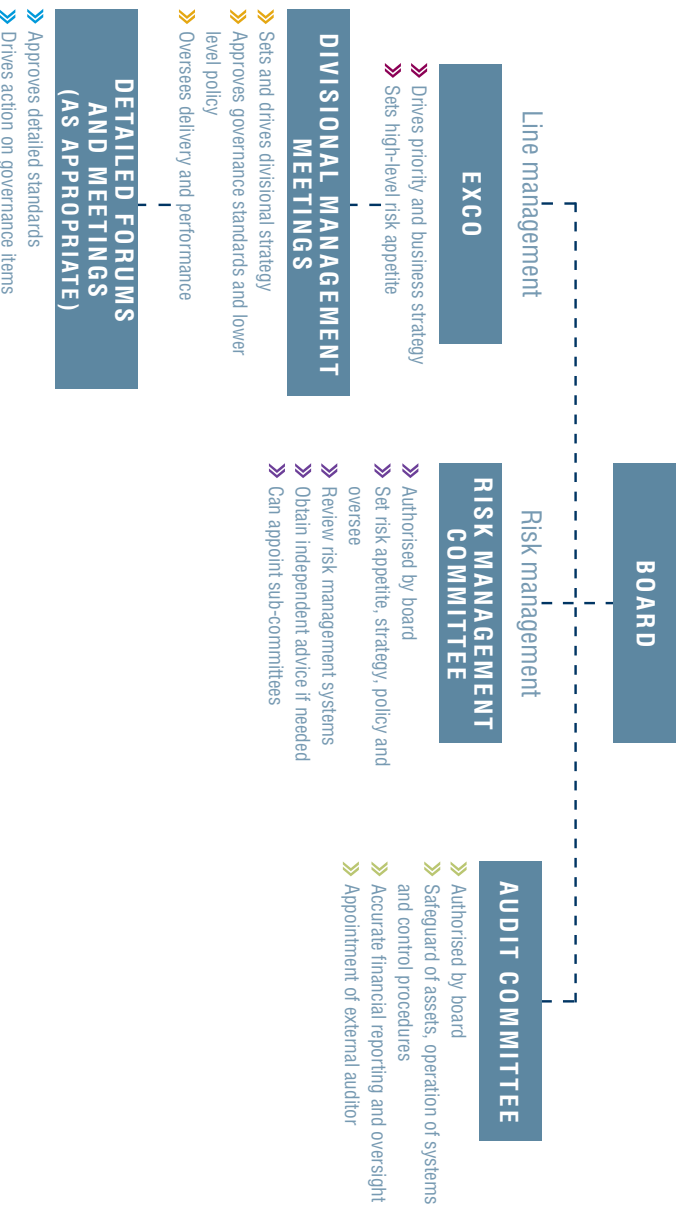 BOARD
Line management
EXCO
Drives priority and business strategy
Sets high-level risk appetite
DIVISIONAL MANAGEMENT
MEETINGS
Sets and drives divisional strategy
Approves governance standards and lower
level policy
Oversees delivery and performance
DETAILED FORUMS
AND MEETINGS
(AS APPROPRIATE)
Approves detailed standards
Drives action on governance items
Risk management
RISK MANAGEMENT
COMMITTEE
Authorised by board
Set risk appetite, strategy, policy and
oversee
Review risk management systems
Obtain independent advice if needed
Can appoint sub-committees
AUDIT COMMITTEE
Authorised by board
Safeguard of assets, operation of systems
and control procedures
Accurate financial reporting and oversight
Appointment of external auditor